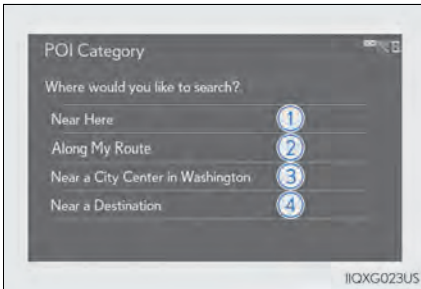 POI Category
Where would you like to search?
Near Here 1
Along My Route 2
Near a City Center in Washington 3
Near a Destination 4
IIQXG023US